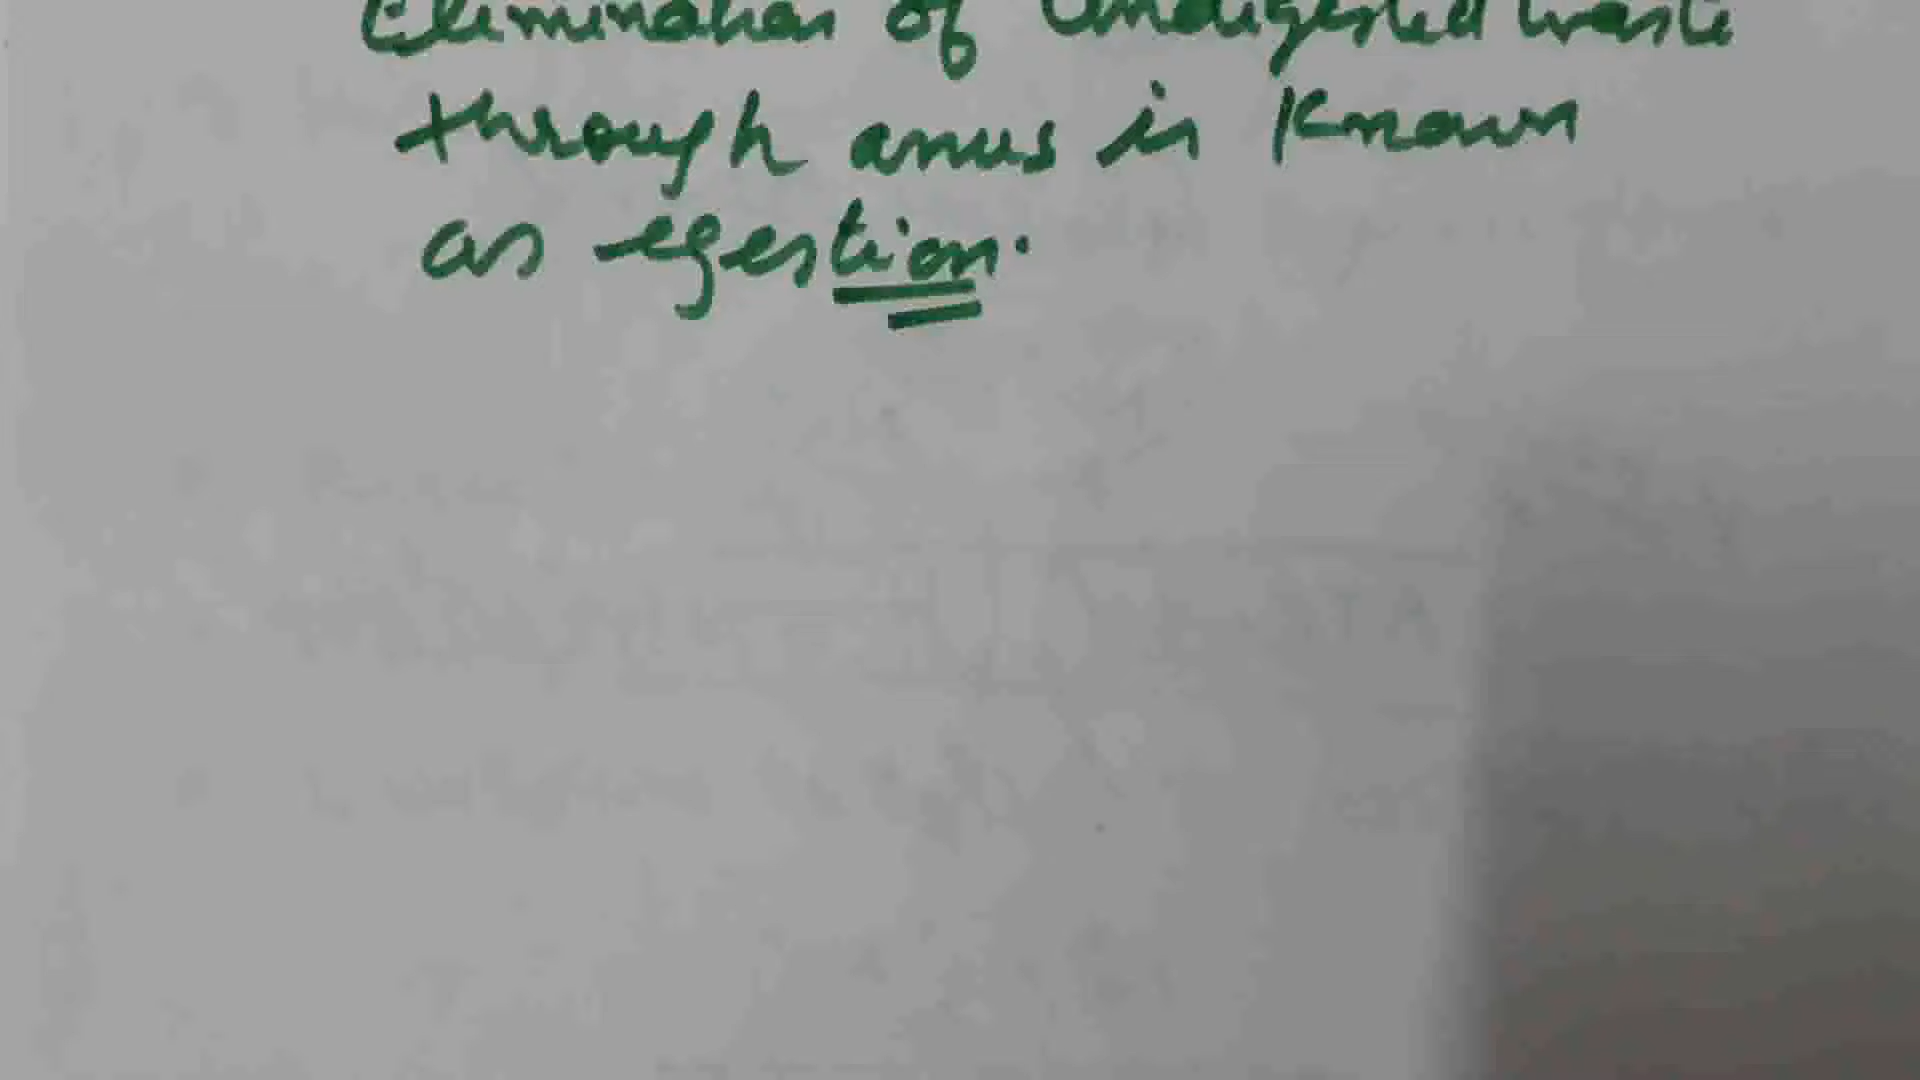 Elimination of Undigested waste
through anus is Known
as egestion.